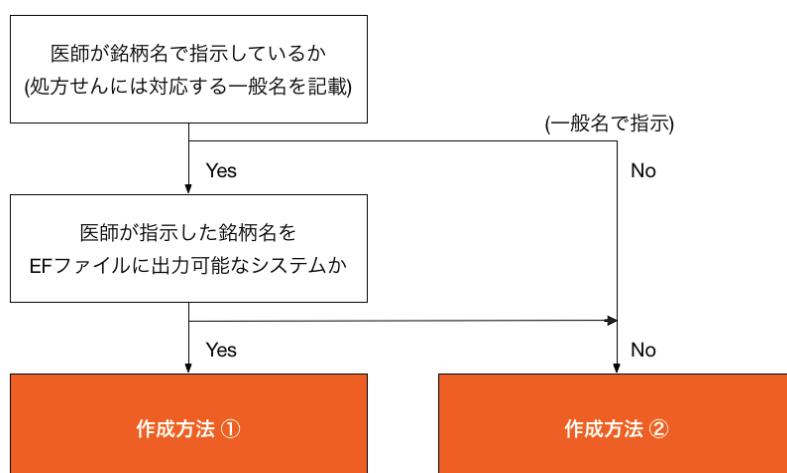 医師が銘柄名で指示しているか
(処方せんには対応する一般名を記載)
(一般名で指示)
Yes
No
医師が指示した銘柄名を
EFファイルに出力可能なシステムか
Yes
No
作成方法 ①
作成方法 ②